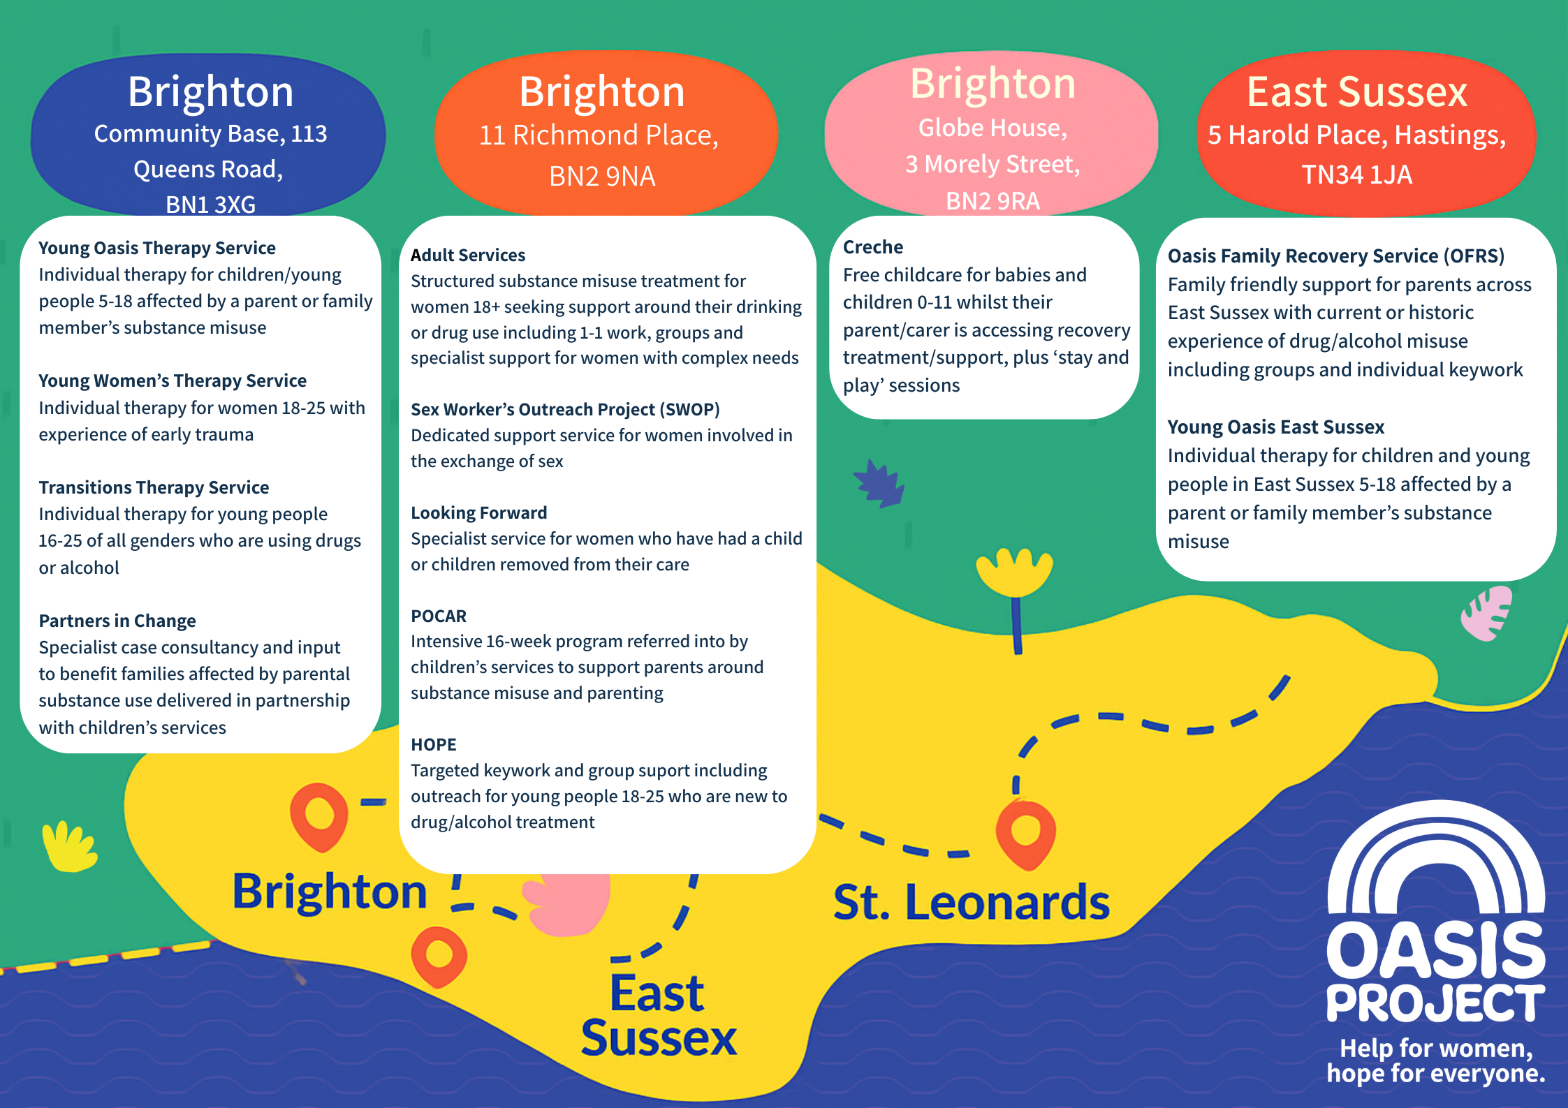 Brighton
Community Base, 113
Queens Road,
BN1 3XG
Young Oasis Therapy Service
Individual therapy for children/young
people 5-18 affected by a parent or family
member's substance misuse
Young Women's Therapy Service
Individual therapy for women 18-25 with
experience of early trauma
Transitions Therapy Service
Individual therapy for young people
16-25 of all genders who are using drugs
or alcohol
Partners in Change
Specialist case consultancy and input
to benefit families affected by parental
substance use delivered in partnership
with children's services
Brighton
11 Richmond Place,
BN2 9NA
Adult Services
Structured substance misuse treatment for
women 18+ seeking support around their drinking
or drug use including 1-1 work, groups and
specialist support for women with complex needs
Sex Worker's Outreach Project (SWOP)
Dedicated support service for women involved in
the exchange of sex
Looking Forward
Specialist service for women who have had a child
or children removed from their care
POCAR
Intensive 16-week program referred into by
children's services to support parents around
substance misuse and parenting
HOPE
Targeted keywork and group suport including
outreach for young people 18-25 who are new to
drug/alcohol treatment
Brighton
Globe House,
3 Morely Street,
BN2 9RA
Creche
Free childcare for babies and
children 0-11 whilst their
parent/carer is accessing recovery
treatment/support, plus 'stay and
play' sessions
East Sussex
5 Harold Place, Hastings,
TN34 1JA
Oasis Family Recovery Service (OFRS)
Family friendly support for parents across
East Sussex with current or historic
experience of drug/alcohol misuse
including groups and individual keywork
Young Oasis East Sussex
Individual therapy for children and young
people in East Sussex 5-18 affected by a
parent or family member's substance
misuse
Brighton
St. Leonards
East
Sussex
OASIS
PROJECT
Help for women,
hope for everyone.